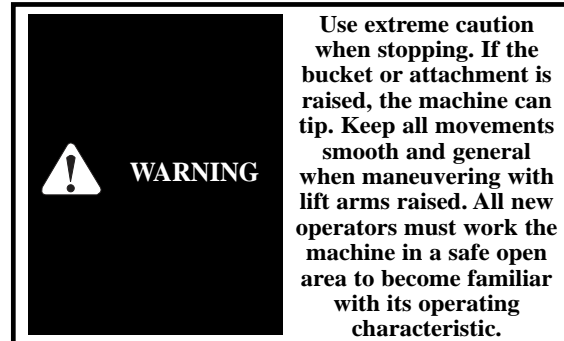 WARNING
Use extreme caution
when stopping. If the
bucket or attachment is
raised, the machine can
tip. Keep all movements
smooth and general
when maneuvering with
lift arms raised. All new
operators must work the
machine in a safe open
area to become familiar
with its operating
characteristic.